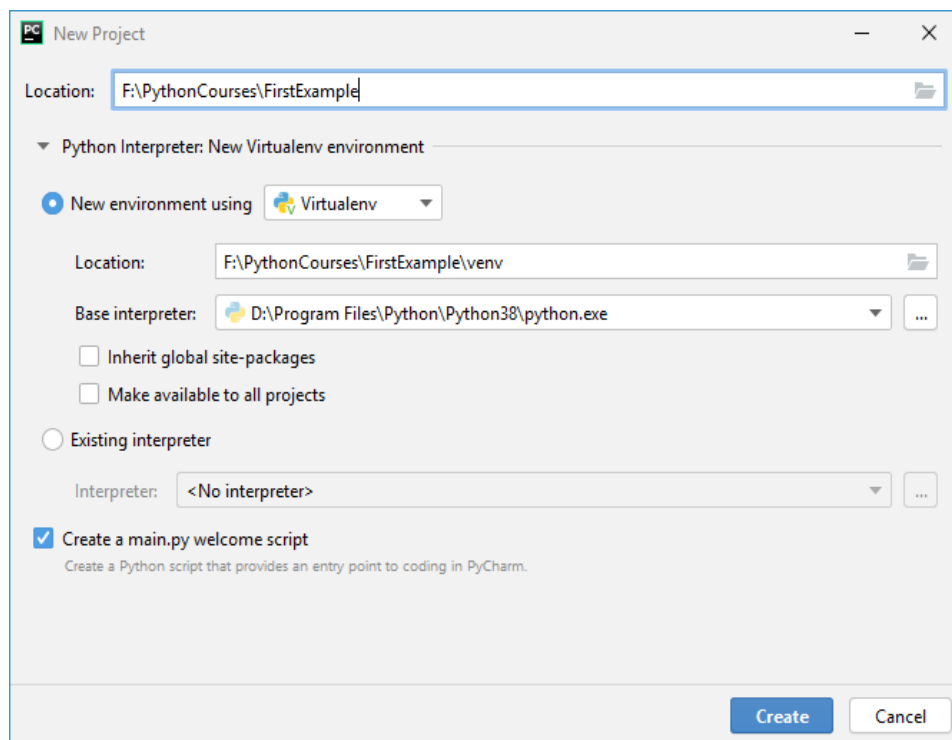 PC New Project
Location: F:\PythonCourses\FirstExample
Python Interpreter: New Virtualenv environment
New environment using Virtualenv
Location: F:\PythonCourses\FirstExample\venv
Base interpreter: D:\Program Files\Python\Python38\python.exe ...
Inherit global site-packages
Make available to all projects
Existing interpreter
Interpreter: <No interpreter> ...
Create a main.py welcome script
Create a Python script that provides an entry point to coding in PyCharm.
Create Cancel